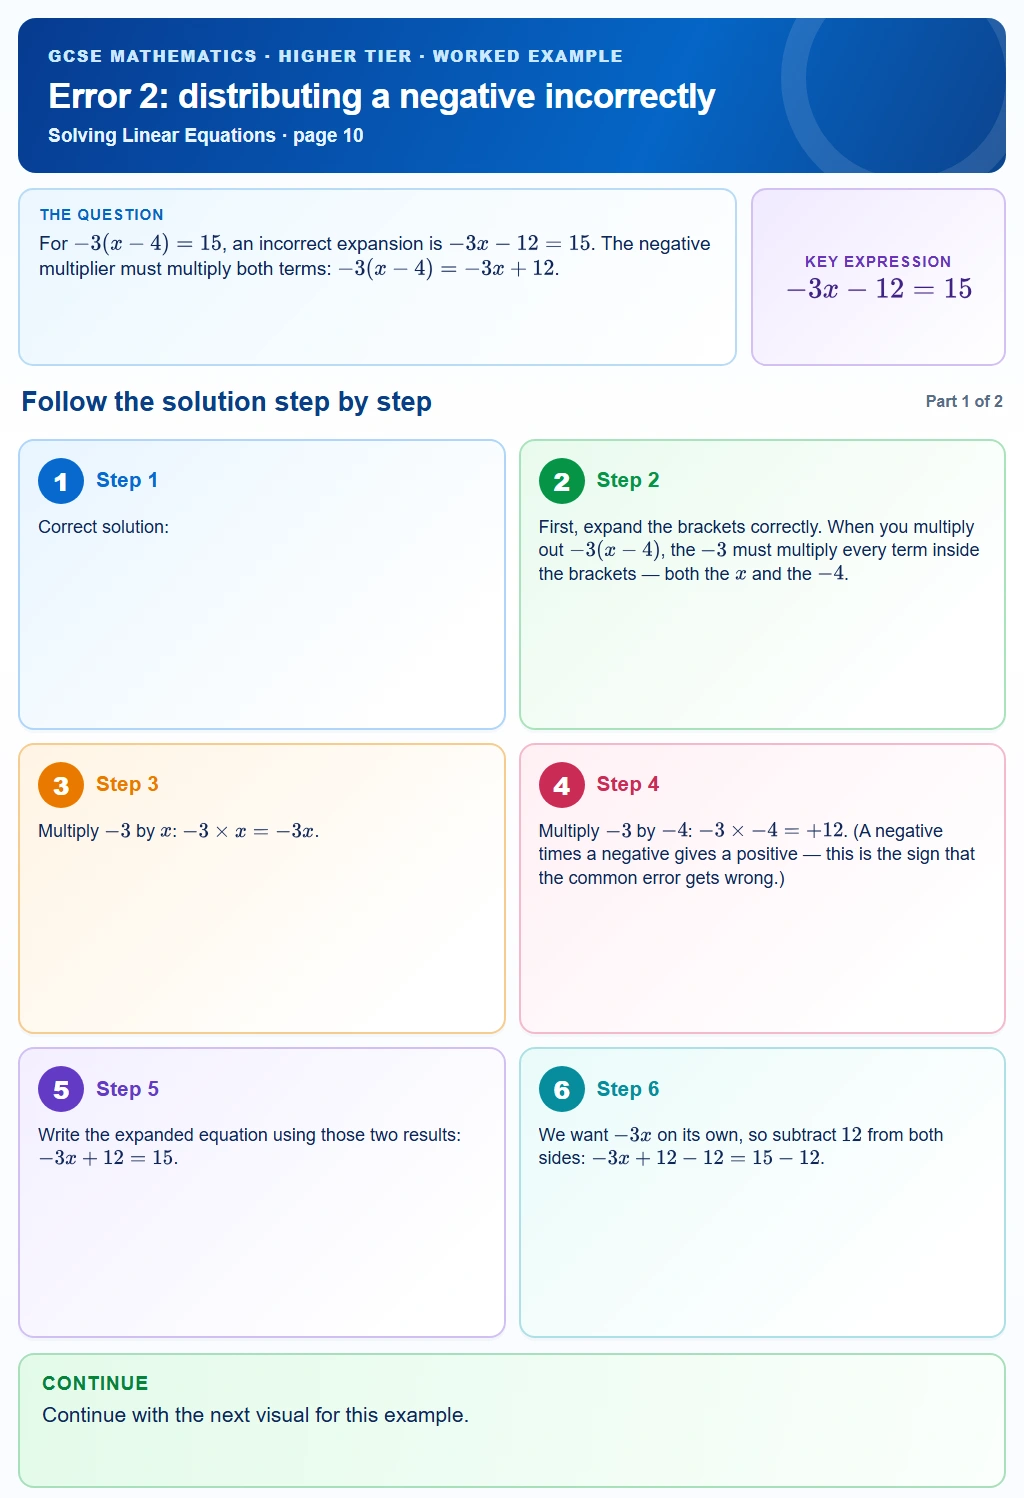 GCSE MATHEMATICS · HIGHER TIER · WORKED EXAMPLE
Error 2: distributing a negative incorrectly
Solving Linear Equations · page 10
THE QUESTION
For −3(x − 4) = 15, an incorrect expansion is −3x − 12 = 15. The negative
multiplier must multiply both terms: −3(x − 4) = −3x + 12.
KEY EXPRESSION
−3x − 12 = 15
Follow the solution step by step
Part 1 of 2
1 Step 1
Correct solution:
2 Step 2
First, expand the brackets correctly. When you multiply
out −3(x − 4), the −3 must multiply every term inside
the brackets — both the x and the −4.
3 Step 3
Multiply −3 by x: −3 × x = −3x.
4 Step 4
Multiply −3 by −4: −3 × −4 = +12. (A negative
times a negative gives a positive — this is the sign that
the common error gets wrong.)
5 Step 5
Write the expanded equation using those two results:
−3x + 12 = 15.
6 Step 6
We want −3x on its own, so subtract 12 from both
sides: −3x + 12 − 12 = 15 − 12.
CONTINUE
Continue with the next visual for this example.